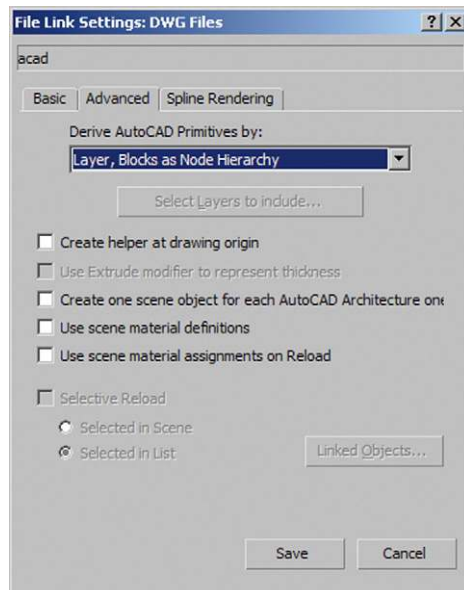 File Link Settings: DWG Files
acad
Basic Advanced Spline Rendering
Derive AutoCAD Primitives by:
Layer, Blocks as Node Hierarchy
Select Layers to include...
Create helper at drawing origin
Use Extrude modifier to represent thickness
Create one scene object for each AutoCAD Architecture one
Use scene material definitions
Use scene material assignments on Reload
Selective Reload
Selected in Scene
Selected in List Linked Objects...
Save Cancel